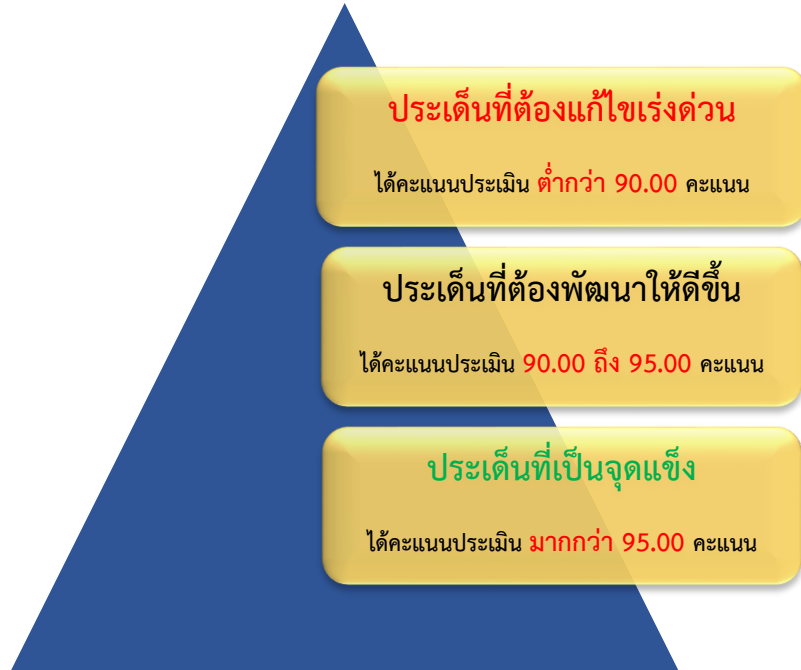 ประเด็นที่ต้องแก้ไขเร่งด่วน
ได้คะแนนประเมิน ต่ำกว่า 90.00 คะแนน
ประเด็นที่ต้องพัฒนาให้ดีขึ้น
ได้คะแนนประเมิน 90.00 ถึง 95.00 คะแนน
ประเด็นที่เป็นจุดแข็ง
ได้คะแนนประเมิน มากกว่า 95.00 คะแนน